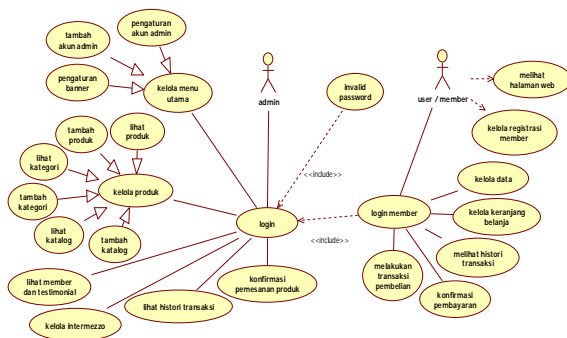 tambah
akun admin
pengaturan
akun admin
pengaturan
banner
kelola menu
utama
admin
invalid
password
user / member
melihat
halaman web
kelola registrasi
member
tambah
produk
lihat
produk
lihat
kategori
tambah
kategori
kelola produk
lihat
katalog
tambah
katalog
<<include>>
login
<<include>>
login member
kelola data
kelola keranjang
belanja
melihat histori
transaksi
melakukan
transaksi
pembelian
konfirmasi
pembayaran
lihat member
dan testimonial
kelola intermezzo
lihat histori transaksi
konfirmasi
pemesanan produk